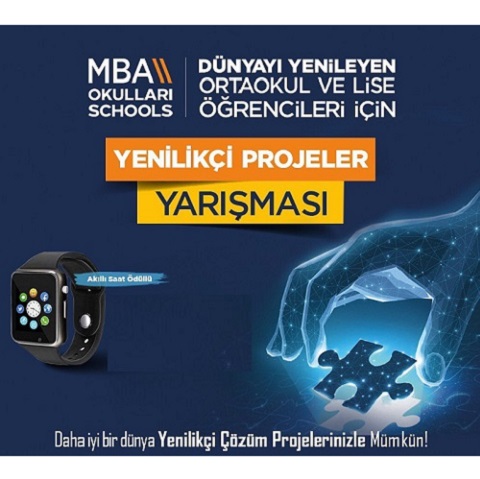 MBA
OKULLARI
SCHOOLS
DÜNYAYI YENİLEYEN
ORTAOKUL VE LİSE
ÖĞRENCİLERİ İÇİN
YENİLİKÇİ PROJELER
YARIŞMASI
Akıllı Saat Ödüllü
Daha iyi bir dünya Yenilikçi Çözüm Projelerinizle Mümkün!